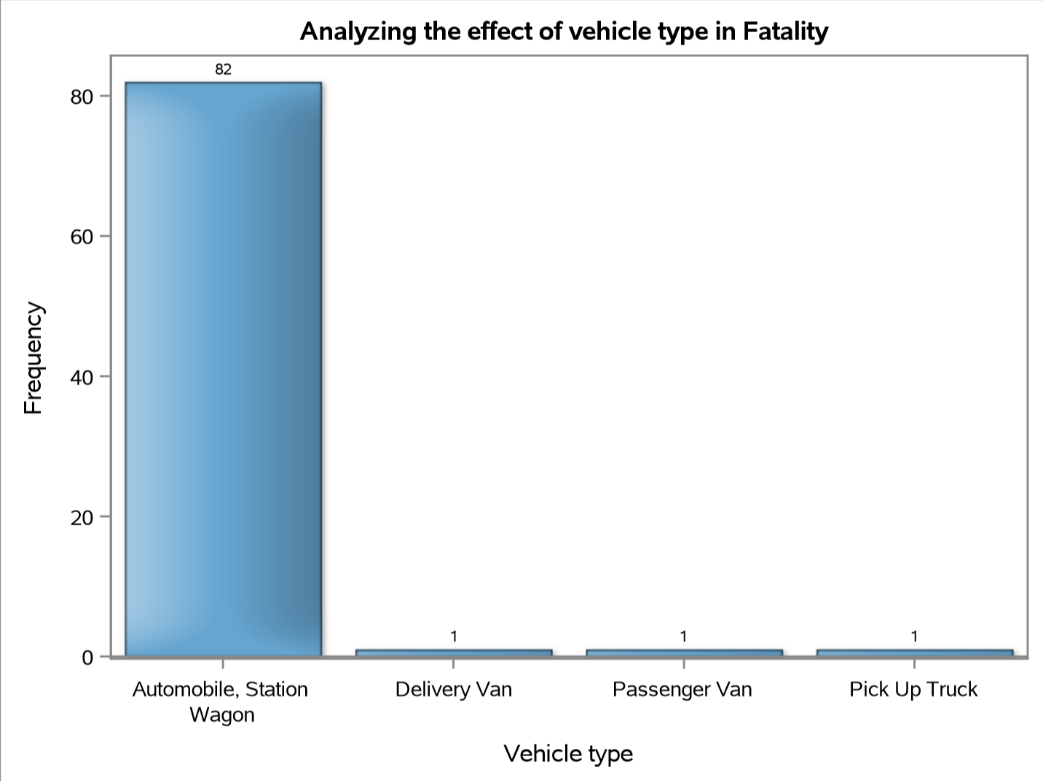 Analyzing the effect of vehicle type in Fatality
82
80
60
40
20
0
Frequency
1
1
1
Automobile, Station
Wagon
Delivery Van
Passenger Van
Pick Up Truck
Vehicle type